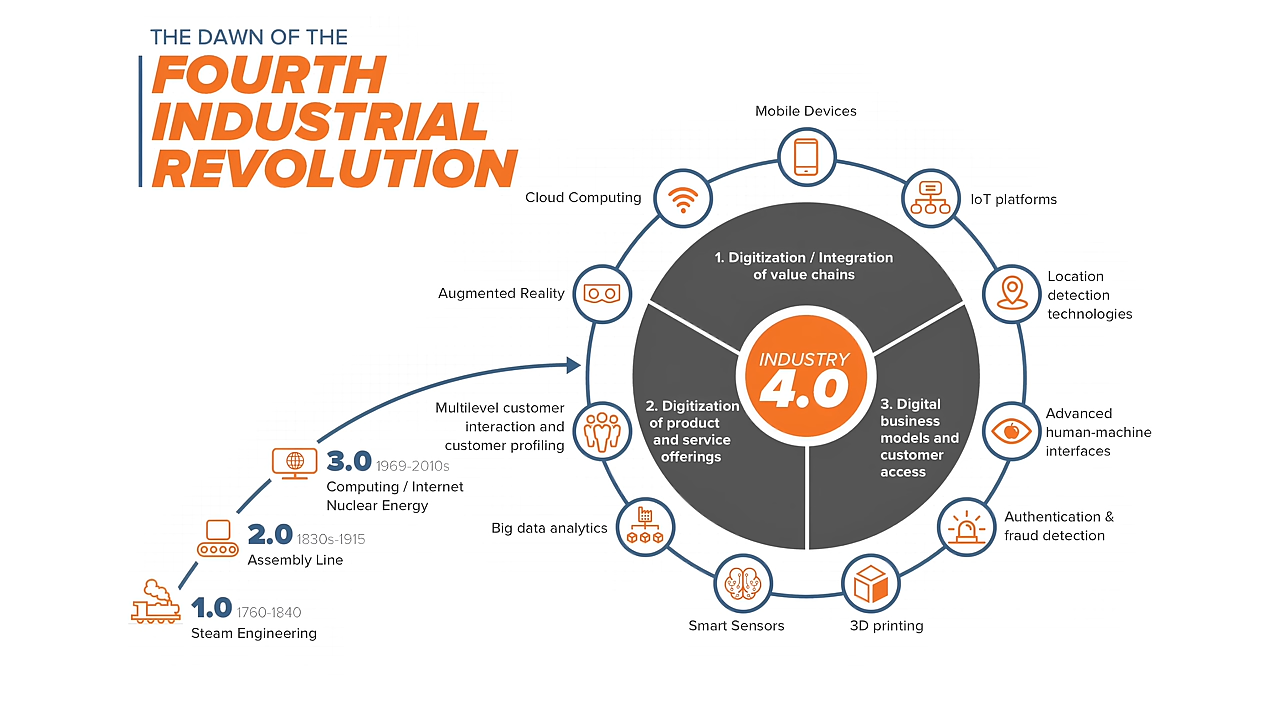 THE DAWN OF THE
FOURTH
INDUSTRIAL
REVOLUTION
Mobile Devices
Cloud Computing
IoT platforms
Augmented Reality
Location
detection
technologies
1. Digitization / Integration
of value chains
INDUSTRY
4.0
2. Digitization
of product
and service
offerings
3. Digital
business
models and
customer
access
Multilevel customer
interaction and
customer profiling
Advanced
human-machine
interfaces
Big data analytics
Authentication &
fraud detection
Smart Sensors
3D printing
3.0 1969-2010s
Computing / Internet
Nuclear Energy
2.0 1830s-1915
Assembly Line
1.0 1760-1840
Steam Engineering